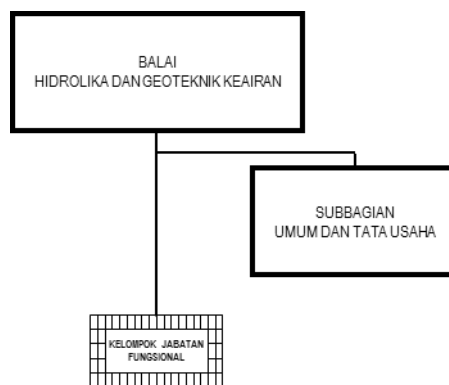 BALAI
HIDROLIKA DAN GEOTEKNIK KEAIRAN
SUBBAGIAN
UMUM DAN TATA USAHA
KELOMPOK JABATAN
FUNGSIONAL